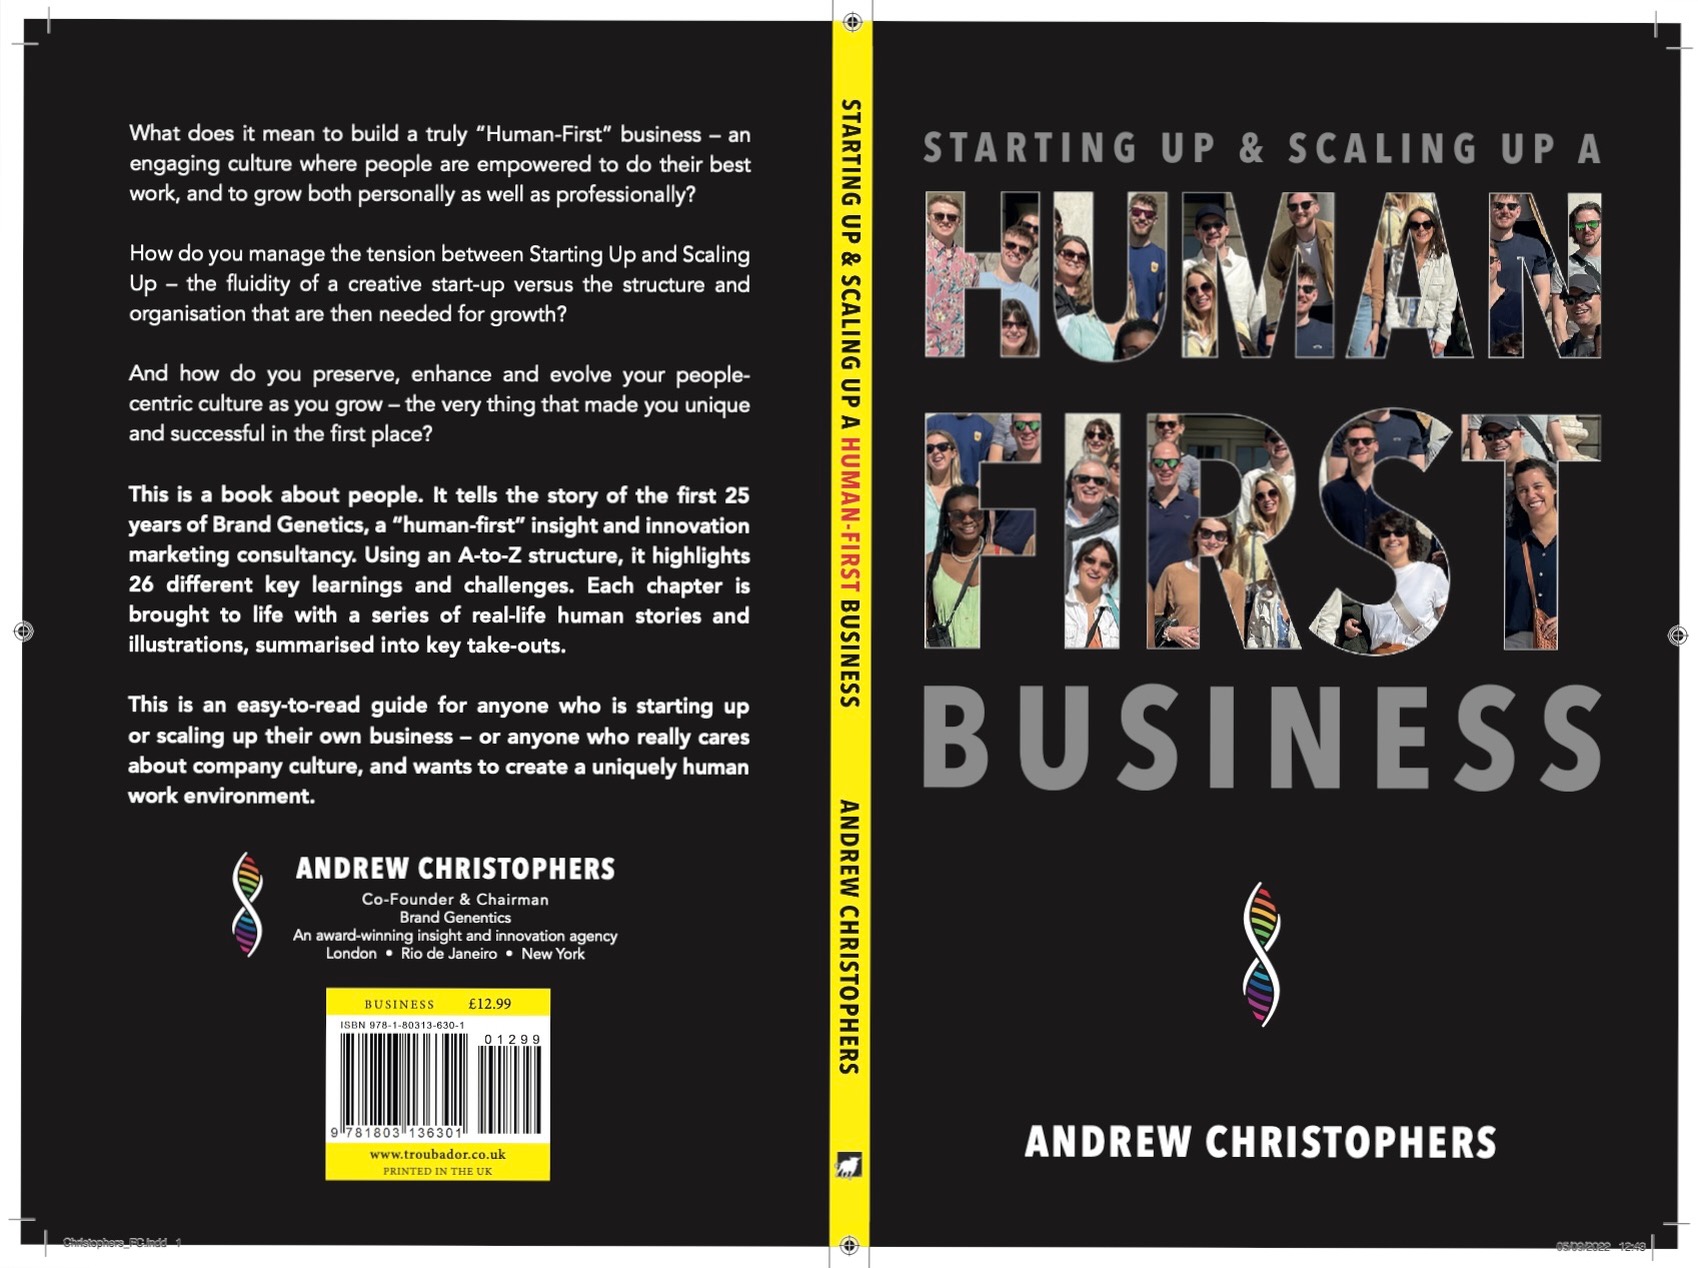 What does it mean to build a truly “Human-First” business – an
engaging culture where people are empowered to do their best
work, and to grow both personally as well as professionally?
How do you manage the tension between Starting Up and Scaling
Up – the fluidity of a creative start-up versus the structure and
organisation that are then needed for growth?
And how do you preserve, enhance and evolve your people-
centric culture as you grow – the very thing that made you unique
and successful in the first place?
This is a book about people. It tells the story of the first 25
years of Brand Genetics, a “human-first” insight and innovation
marketing consultancy. Using an A-to-Z structure, it highlights
26 different key learnings and challenges. Each chapter is
brought to life with a series of real-life human stories and
illustrations, summarised into key take-outs.
This is an easy-to-read guide for anyone who is starting up
or scaling up their own business – or anyone who really cares
about company culture, and wants to create a uniquely human
work environment.
ANDREW CHRISTOPHERS
Co-Founder & Chairman
Brand Genentics
An award-winning insight and innovation agency
London • Rio de Janeiro • New York
BUSINESS £12.99
ISBN 978-1-80313-630-1
01299
9 781803 136301
www.troubador.co.uk
PRINTED IN THE UK
Christophers_FC.indd 1
STARTING UP & SCALING UP A HUMAN-FIRST BUSINESS ANDREW CHRISTOPHERS
STARTING UP & SCALING UP A
HUMAN
FIRST
BUSINESS
ANDREW CHRISTOPHERS
12:43